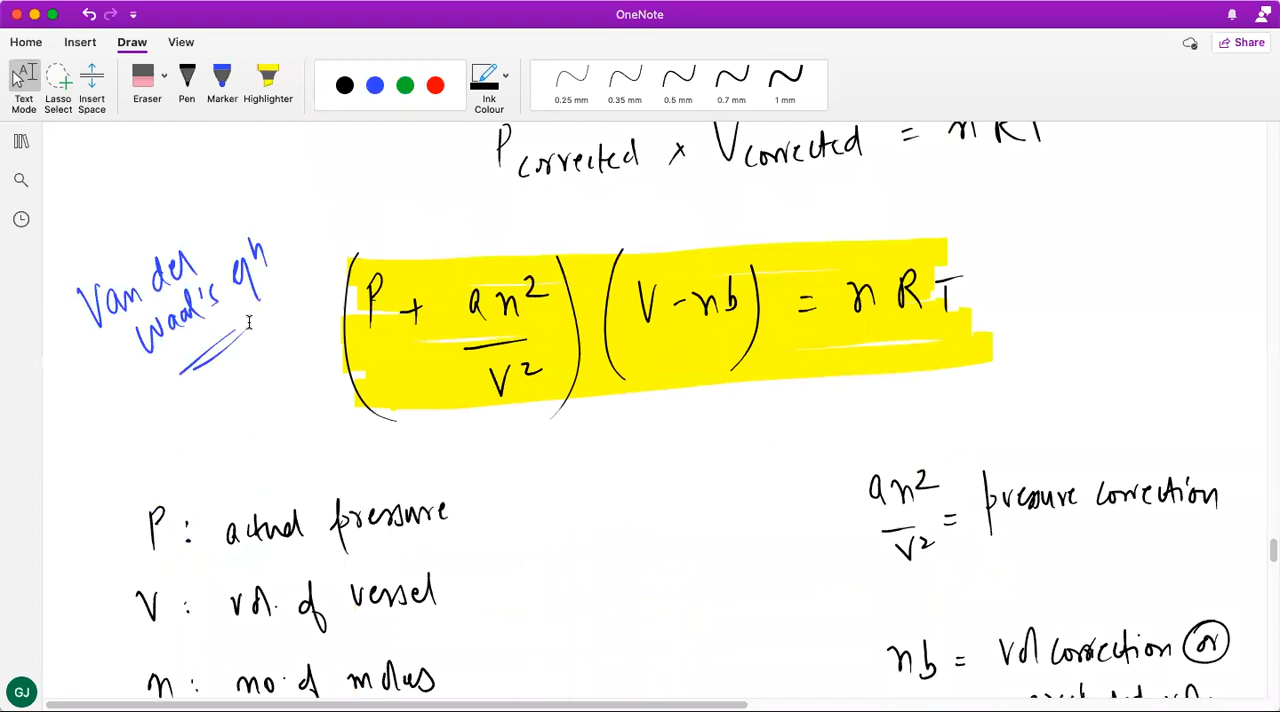 OneNote
Home Insert Draw View
Share
Text Mode
Lasso Select
Insert Space
Eraser
Pen
Marker
Highlighter
Ink Colour
0.25 mm 0.35 mm 0.5 mm 0.7 mm 1 mm
P corrected × V corrected = nRT
Van der Waal's eqn
(P + an²/V²) (V - nb) = nRT
P : actual pressure
an²/V² = pressure correction
V : vol. of vessel
nb = vol correction or
n : no. of moles
GJ